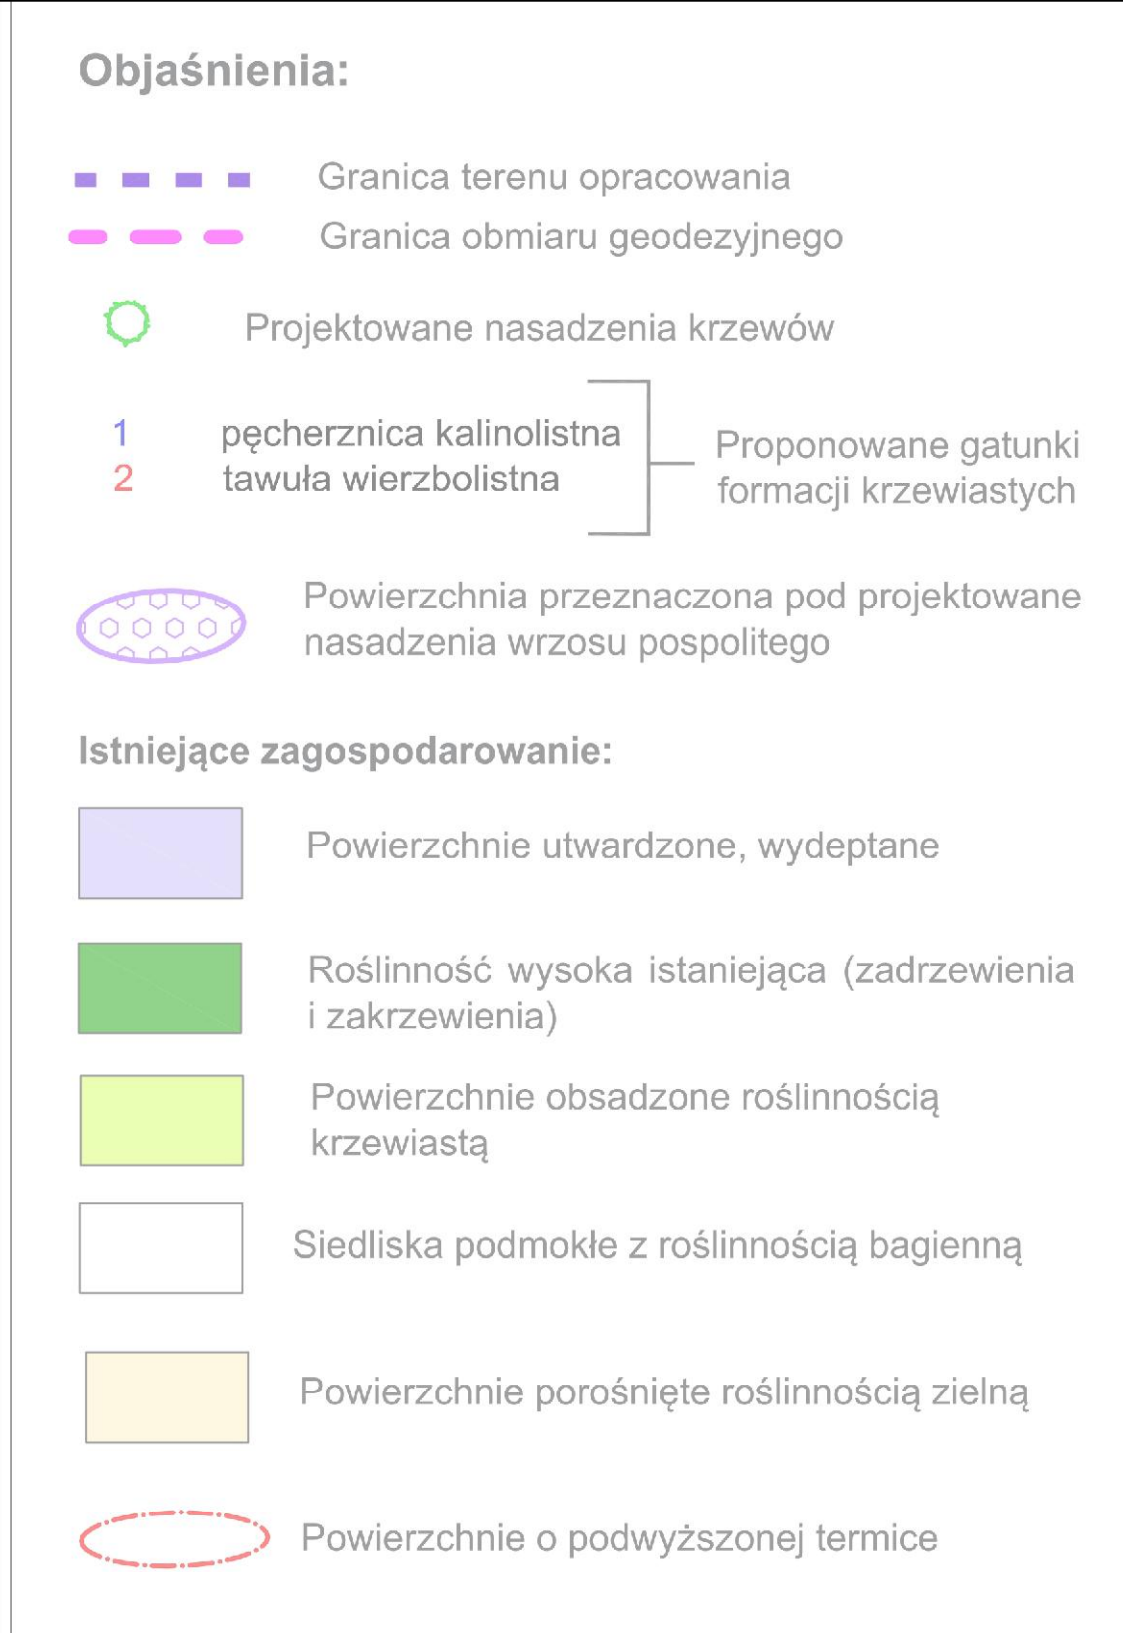 Objaśnienia:
Granica terenu opracowania
Granica obmiaru geodezyjnego
Projektowane nasadzenia krzewów
1 pęcherznica kalinolistna
2 tawuła wierzbolistna
Proponowane gatunki
formacji krzewiastych
Powierzchnia przeznaczona pod projektowane
nasadzenia wrzosu pospolitego
Istniejące zagospodarowanie:
Powierzchnie utwardzone, wydeptane
Roślinność wysoka istaniejąca (zadrzewienia
i zakrzewienia)
Powierzchnie obsadzone roślinnością
krzewiastą
Siedliska podmokłe z roślinnością bagienną
Powierzchnie porośnięte roślinnością zielną
Powierzchnie o podwyższonej termice